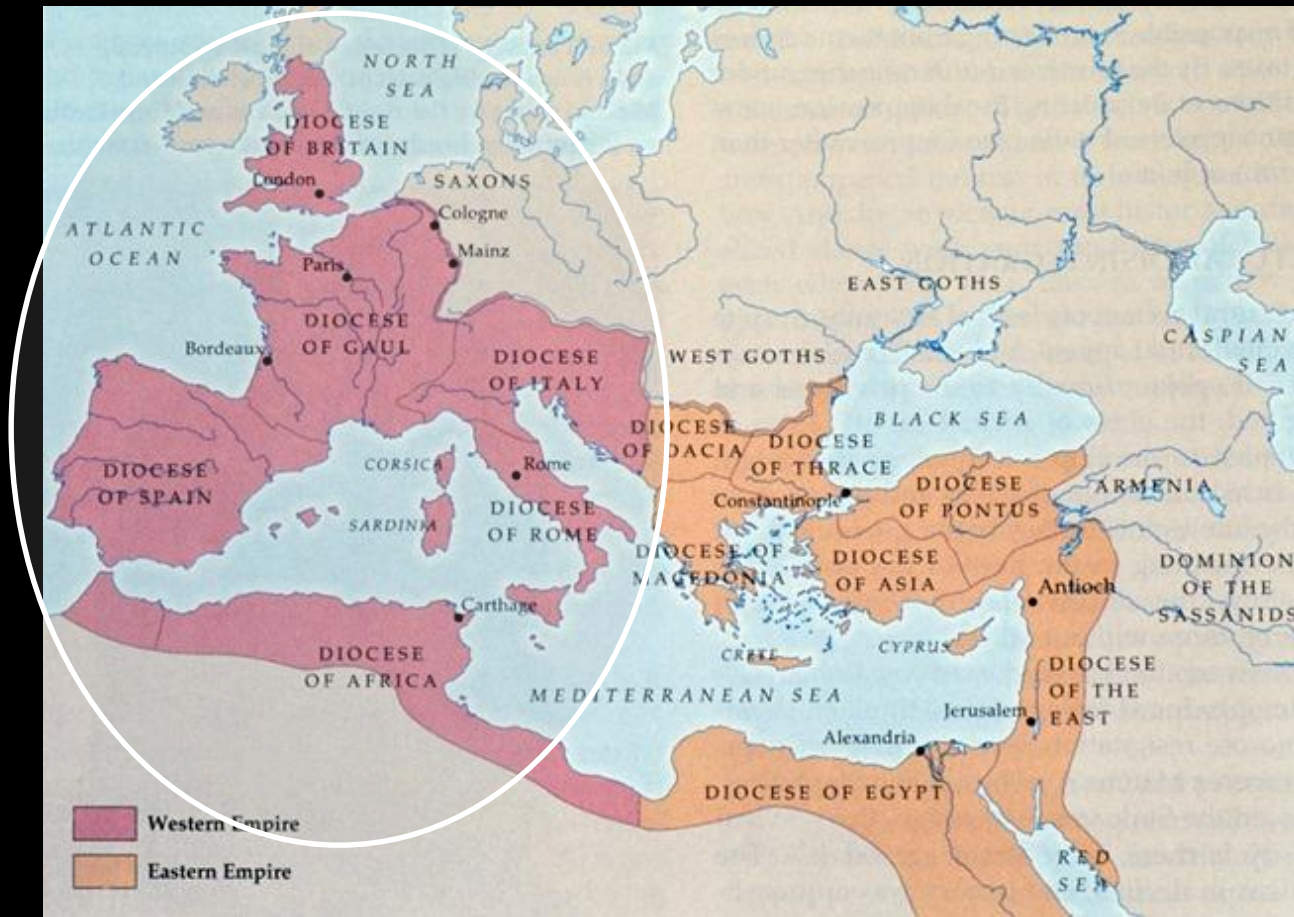 NORTH
SEA
DIOCESE
OF BRITAIN
London
SAXONS
Cologne
ATLANTIC
OCEAN
Mainz
Paris
EAST GOTHS
DIOCESE
OF GAUL
CASPIAN
SEA
Bordeaux
DIOCESE
OF ITALY
WEST GOTHS
BLACK SEA
DIOCESE
OF DACIA
DIOCESE
OF THRACE
CORSICA
Rome
DIOCESE
OF SPAIN
Constantinople
DIOCESE
OF PONTUS
ARMENIA
SARDINIA
DIOCESE
OF ROME
DIOCESE OF
MACEDONIA
DIOCESE
OF ASIA
DOMINION
OF THE
SASSANIDS
Antioch
Carthage
DIOCESE
OF AFRICA
CRETE
CYPRUS
DIOCESE
OF THE
EAST
MEDITERRANEAN SEA
Jerusalem
Alexandria
DIOCESE OF EGYPT
Western Empire
Eastern Empire
RED
SEA